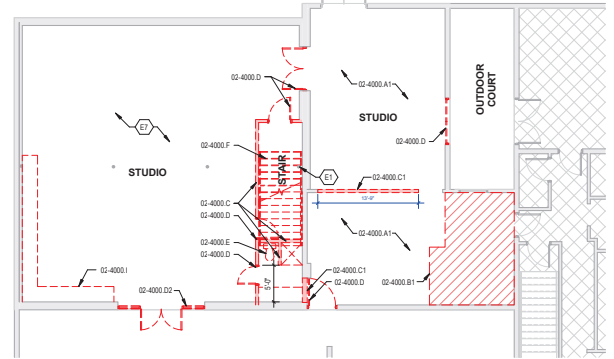 02-4000.D
02-4000.A1
OUTDOOR
COURT
E7
02-4000.F
STUDIO
02-4000.D
STAIR
STUDIO
E1
02-4000.C1
13'-9"
02-4000.C
02-4000.D
02-4000.A1
02-4000.E
02-4000.D
02-4000.I
5'-0"
02-4000.C1
02-4000.D
02-4000.B1
02-4000.D2